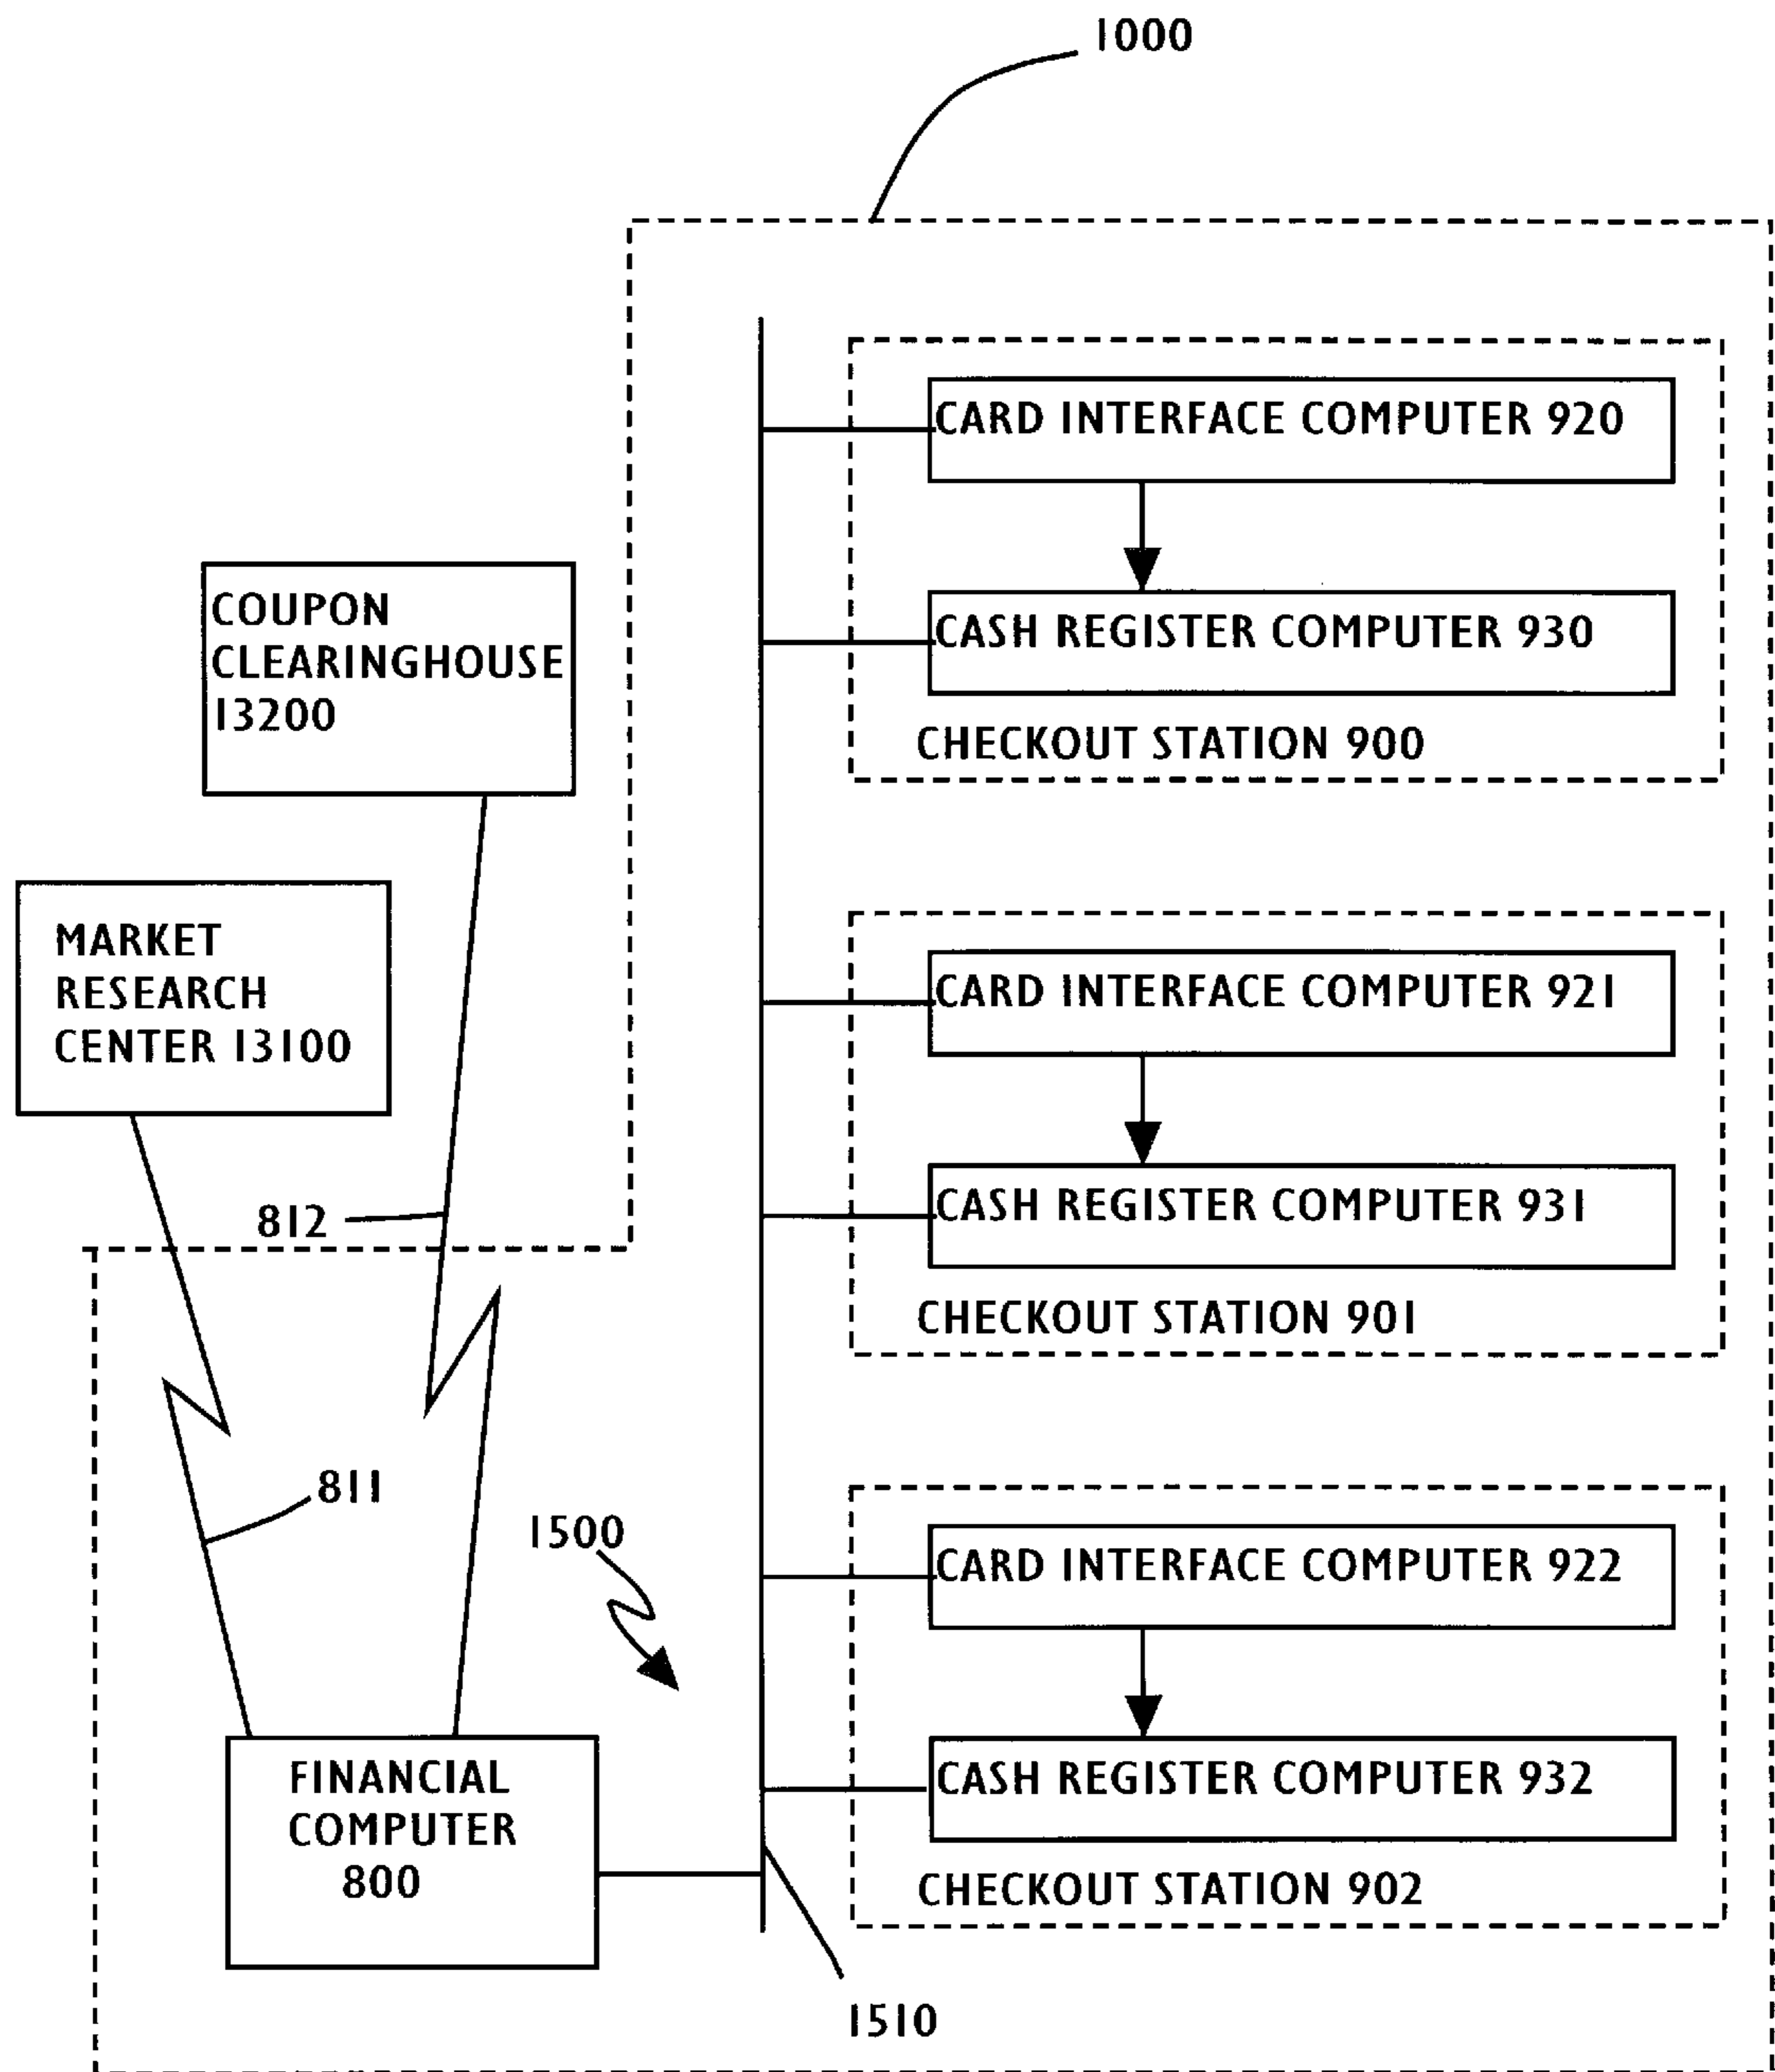 1000
CARD INTERFACE COMPUTER 920
CASH REGISTER COMPUTER 930
CHECKOUT STATION 900
COUPON
CLEARINGHOUSE
13200
MARKET
RESEARCH
CENTER 13100
CARD INTERFACE COMPUTER 921
CASH REGISTER COMPUTER 931
CHECKOUT STATION 901
812
811
1500
CARD INTERFACE COMPUTER 922
CASH REGISTER COMPUTER 932
CHECKOUT STATION 902
FINANCIAL
COMPUTER
800
1510